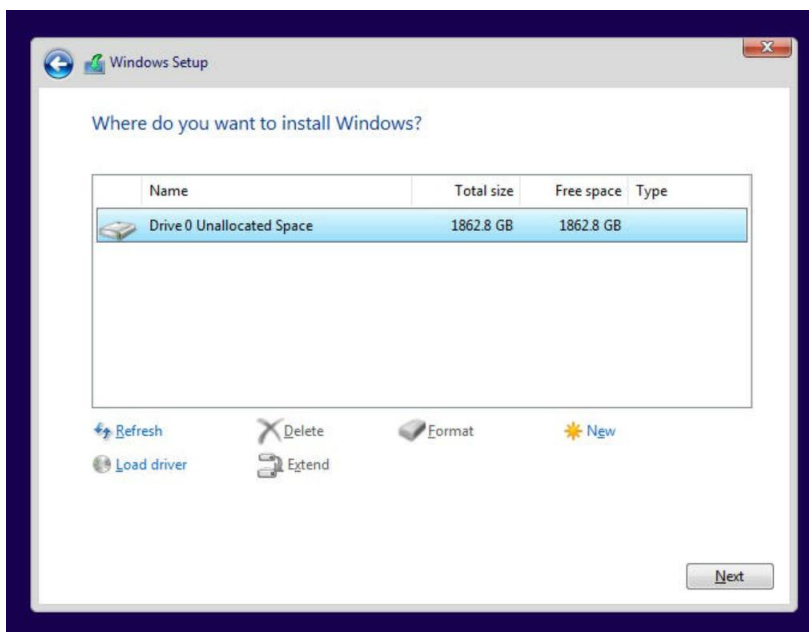 Windows Setup
Where do you want to install Windows?
Name Total size Free space Type
Drive 0 Unallocated Space 1862.8 GB 1862.8 GB
Refresh Delete Format New
Load driver Extend
Next